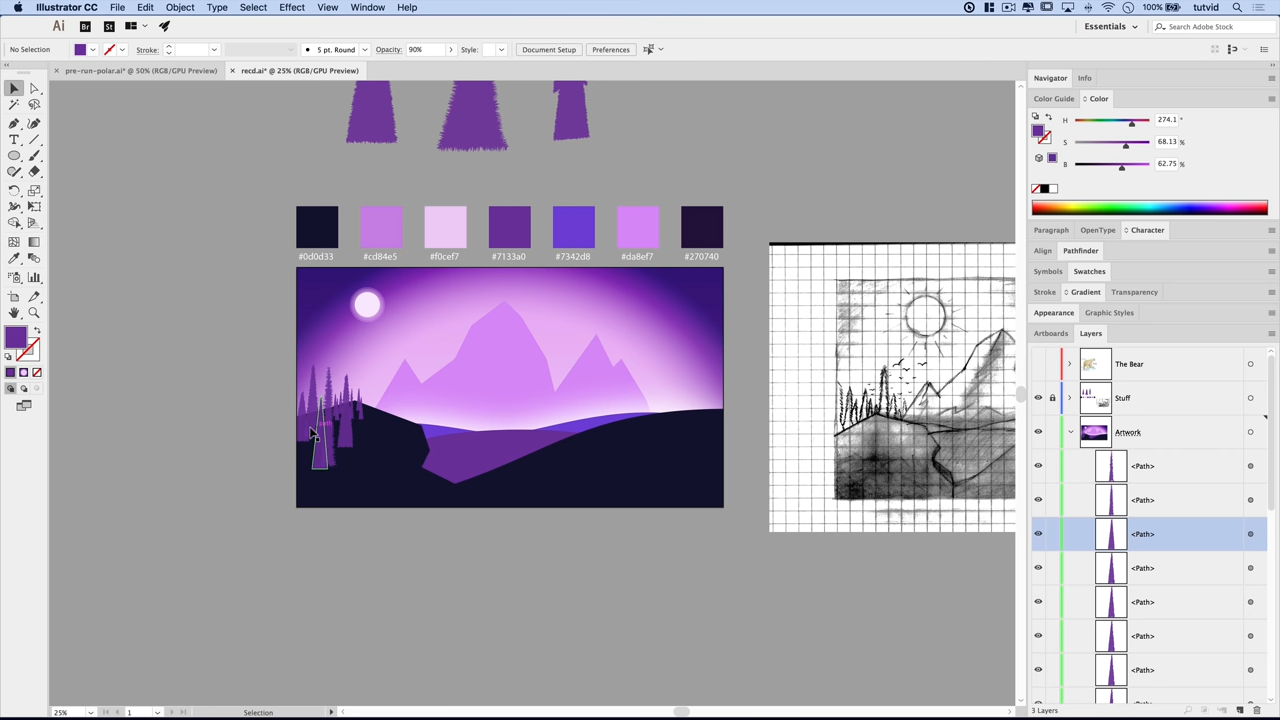 Illustrator CC File Edit Object Type Select Effect View Window Help 100% tutvid
Ai Br St Essentials Search Adobe Stock
No Selection Stroke: 5 pt. Round Opacity: 90% Style: Document Setup Preferences
pre-run-polar.ai* @ 50% (RGB/GPU Preview) recd.ai* @ 25% (RGB/GPU Preview)
Navigator Info
Color Guide Color
H 274.1 °
S 68.13 %
B 62.75 %
Paragraph OpenType Character
Align Pathfinder
Symbols Swatches
Stroke Gradient Transparency
Appearance Graphic Styles
Artboards Layers
The Bear
Stuff
Artwork
<Path>
<Path>
<Path>
<Path>
<Path>
<Path>
<Path>
#0d0d33 #cd84e5 #f0cef7 #7133a0 #7342d8 #da8ef7 #270740
25% 1 Selection
3 Layers